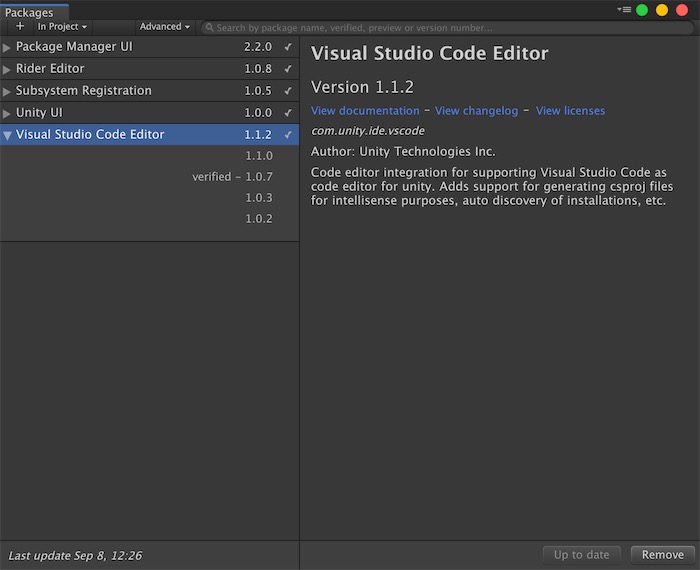 Packages
In Project
Advanced
Search by package name, verified, preview or version number...
Package Manager UI 2.2.0
Rider Editor 1.0.8
Subsystem Registration 1.0.5
Unity UI 1.0.0
Visual Studio Code Editor 1.1.2
1.1.0
verified - 1.0.7
1.0.3
1.0.2
Last update Sep 8, 12:26
Visual Studio Code Editor
Version 1.1.2
View documentation - View changelog - View licenses
com.unity.ide.vscode
Author: Unity Technologies Inc.
Code editor integration for supporting Visual Studio Code as
code editor for unity. Adds support for generating csproj files
for intellisense purposes, auto discovery of installations, etc.
Up to date Remove